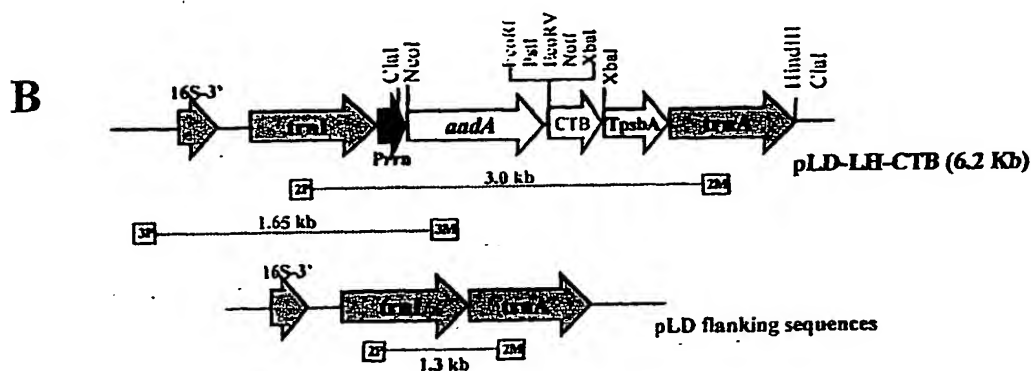 B
16S-3'
trnI
Prrn
ClaI
NcoI
aadA
EcoRI
PstI
EcoRV
NotI
XbaI
CTB
XbaI
TpsbA
trnA
HindIII
ClaI
pLD-LH-CTB (6.2 Kb)
2P 3.0 kb 2M
3P 1.65 kb 3M
16S-3'
trnI
trnA
pLD flanking sequences
2P 1.3 kb 2M